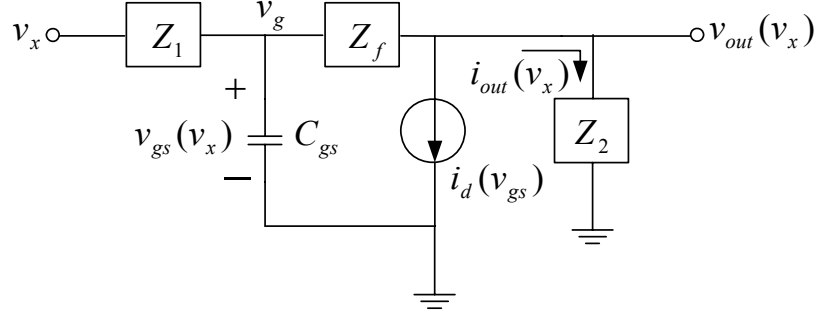 v_x
Z_1
v_g
Z_f
v_out(v_x)
i_out(v_x)
+
v_gs(v_x)
C_gs
−
i_d(v_gs)
Z_2